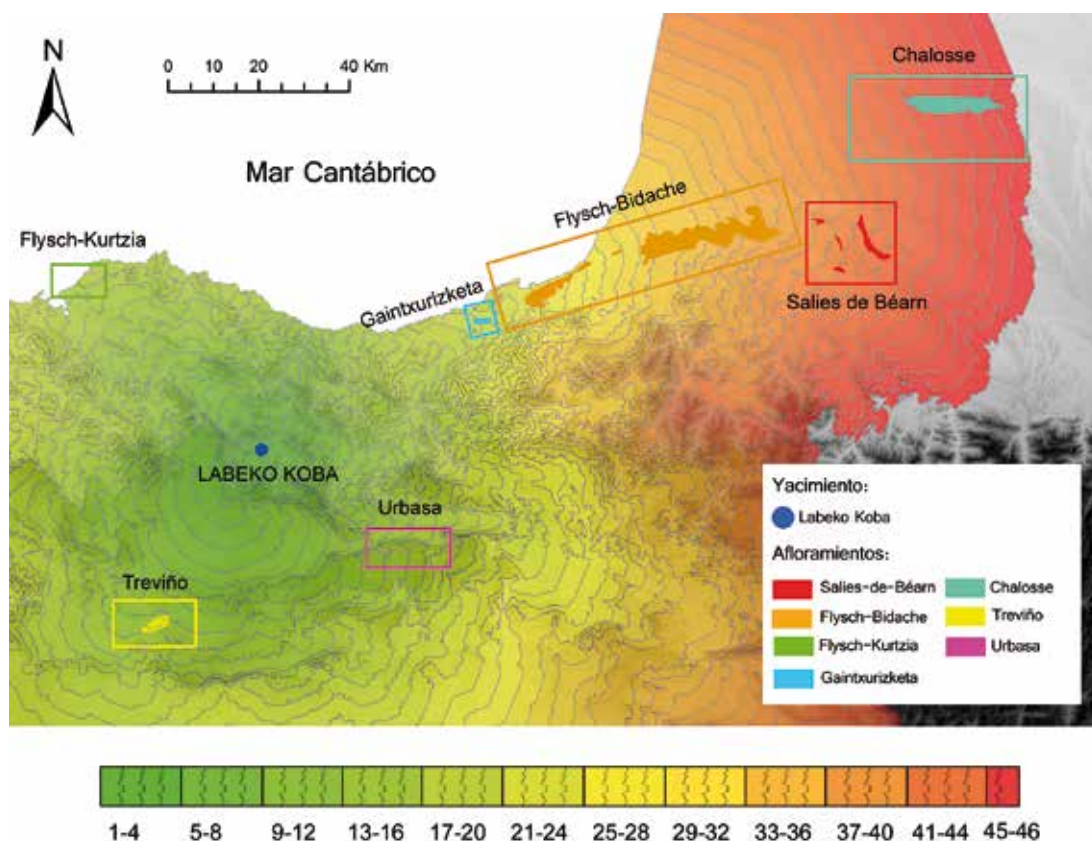 N
0 10 20 40 Km
Chalosse
Mar Cantábrico
Flysch-Bidache
Flysch-Kurtzia
Gaintxurizketa
Salies de Béarn
LABEKO KOBA
Urbasa
Treviño
Yacimiento:
Labeko Koba
Afloramientos:
Salies-de-Béarn
Chalosse
Flysch-Bidache
Treviño
Flysch-Kurtzia
Urbasa
Gaintxurizketa
1-4 5-8 9-12 13-16 17-20 21-24 25-28 29-32 33-36 37-40 41-44 45-46